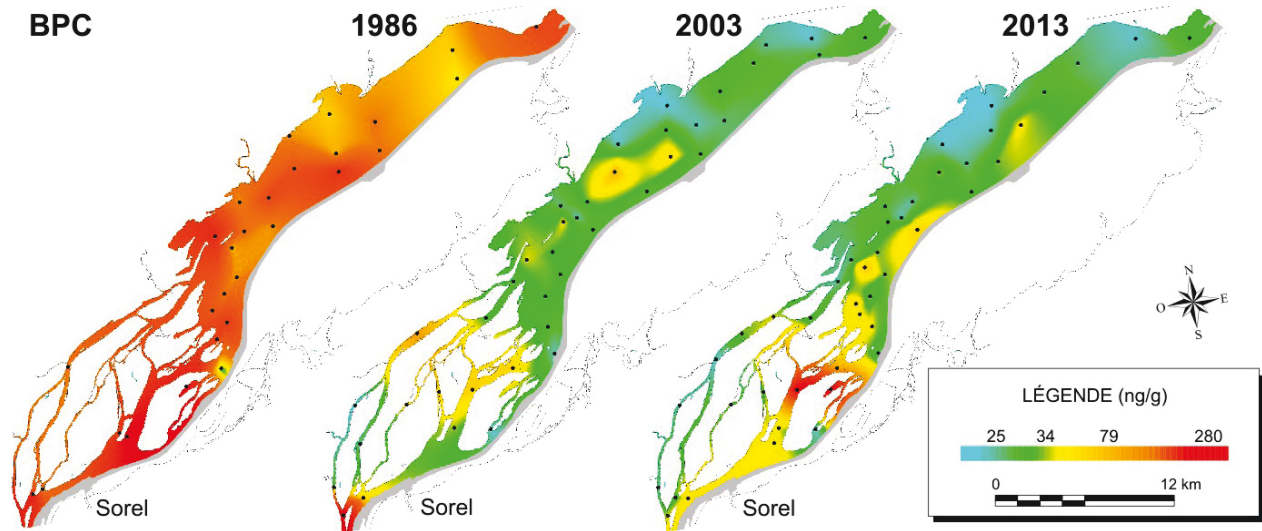 BPC
1986
2003
2013
N
O
E
S
LÉGENDE (ng/g)
25 34 79 280
0 12 km
Sorel
Sorel
Sorel